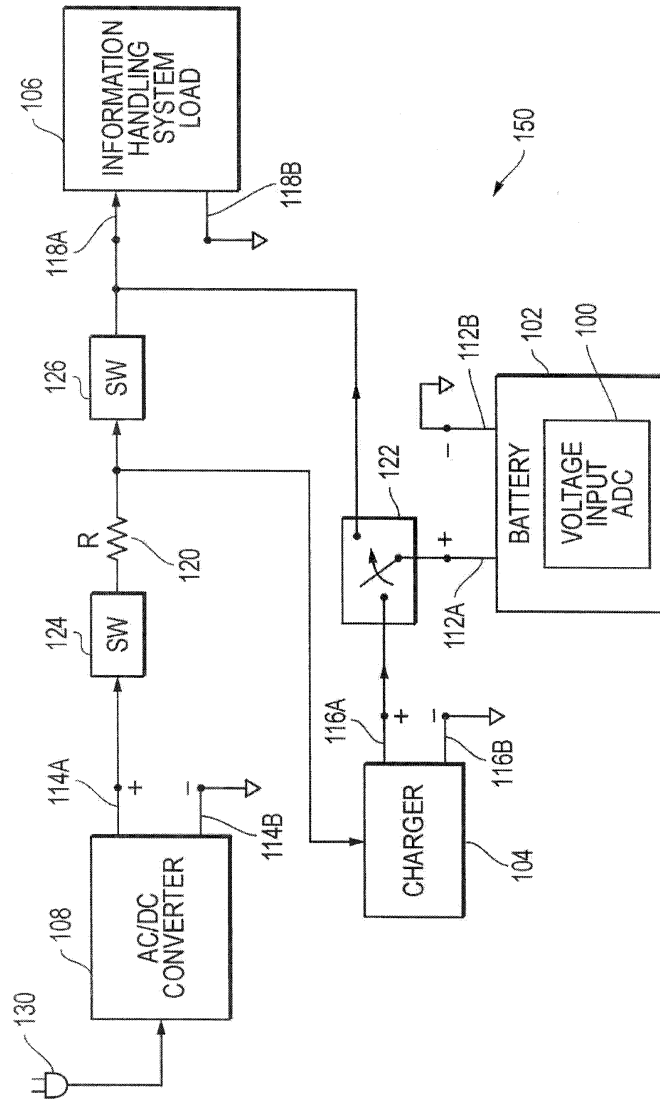 130
108
AC/DC
CONVERTER
114A
+
−
114B
124
SW
R
120
126
SW
118A
106
INFORMATION
HANDLING
SYSTEM
LOAD
118B
CHARGER
104
116A
+
−
116B
122
+
112A
−
112B
102
100
BATTERY
VOLTAGE
INPUT
ADC
150